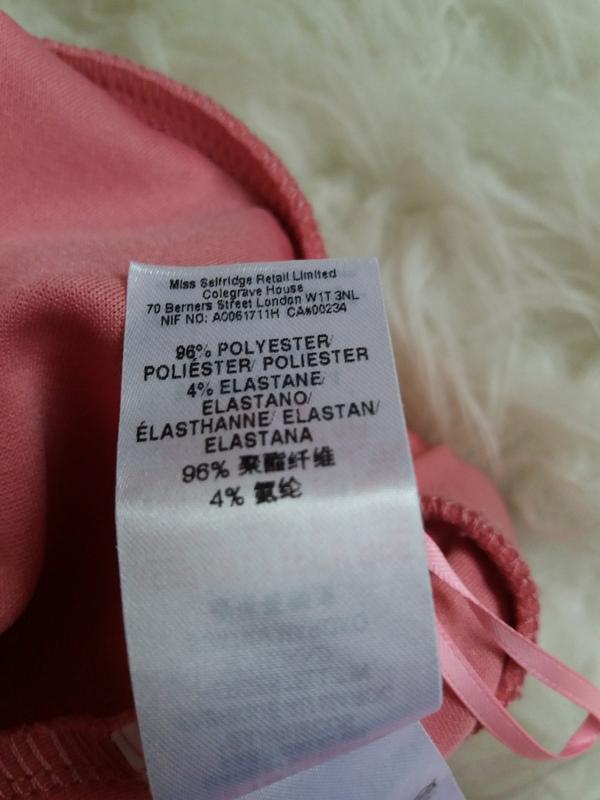 Miss Selfridge Retail Limited
Colegrave House
70 Berners Street London W1T 3NL
NIF NO: A0061711H CA#00234
96% POLYESTER/
POLIÉSTER/ POLIESTER
4% ELASTANE/
ELASTANO/
ÉLASTHANNE/ ELASTAN/
ELASTANA
96% 聚酯纤维
4% 氨纶